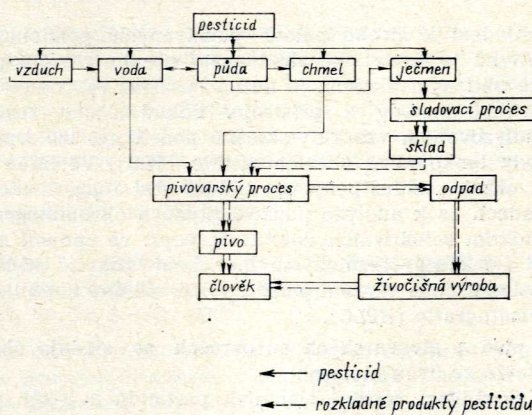 pesticid
vzduch voda půda chmel ječmen
sladovací proces
sklad
pivovarský proces odpad
pivo
člověk živočišná výroba
pesticid
rozkladné produkty pesticidu